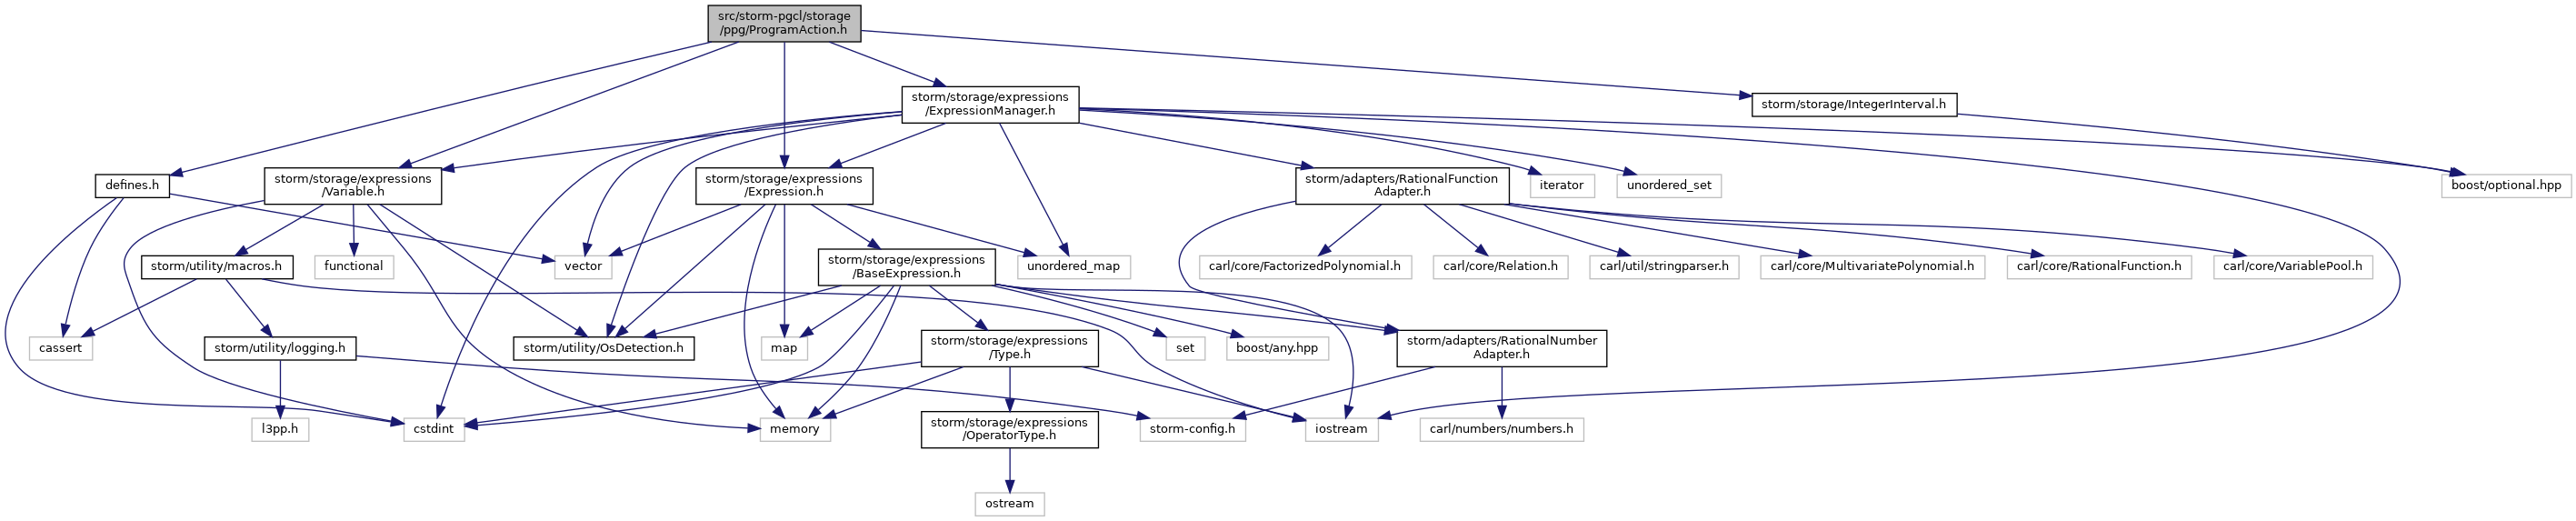 src/storm-pgcl/storage
/ppg/ProgramAction.h
storm/storage/expressions
/ExpressionManager.h
storm/storage/IntegerInterval.h
defines.h
storm/storage/expressions
/Variable.h
storm/storage/expressions
/Expression.h
storm/adapters/RationalFunction
Adapter.h
iterator
unordered_set
boost/optional.hpp
storm/utility/macros.h
functional
vector
storm/storage/expressions
/BaseExpression.h
unordered_map
carl/core/FactorizedPolynomial.h
carl/core/Relation.h
carl/util/stringparser.h
carl/core/MultivariatePolynomial.h
carl/core/RationalFunction.h
carl/core/VariablePool.h
cassert
storm/utility/logging.h
storm/utility/OsDetection.h
map
storm/storage/expressions
/Type.h
set
boost/any.hpp
storm/adapters/RationalNumber
Adapter.h
l3pp.h
cstdint
memory
storm/storage/expressions
/OperatorType.h
storm-config.h
iostream
carl/numbers/numbers.h
ostream